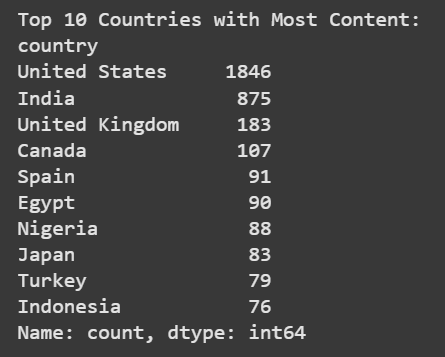 Top 10 Countries with Most Content:
country
United States     1846
India              875
United Kingdom     183
Canada             107
Spain               91
Egypt               90
Nigeria             88
Japan               83
Turkey              79
Indonesia           76
Name: count, dtype: int64